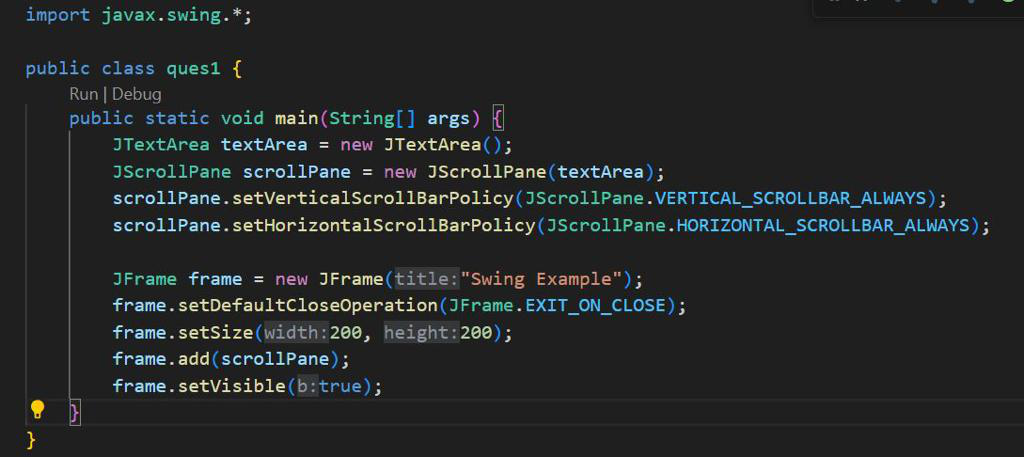 import javax.swing.*;
public class ques1 {
Run | Debug
public static void main(String[] args) {
JTextArea textArea = new JTextArea();
JScrollPane scrollPane = new JScrollPane(textArea);
scrollPane.setVerticalScrollBarPolicy(JScrollPane.VERTICAL_SCROLLBAR_ALWAYS);
scrollPane.setHorizontalScrollBarPolicy(JScrollPane.HORIZONTAL_SCROLLBAR_ALWAYS);
JFrame frame = new JFrame(title:"Swing Example");
frame.setDefaultCloseOperation(JFrame.EXIT_ON_CLOSE);
frame.setSize(width:200, height:200);
frame.add(scrollPane);
frame.setVisible(b:true);
}
}